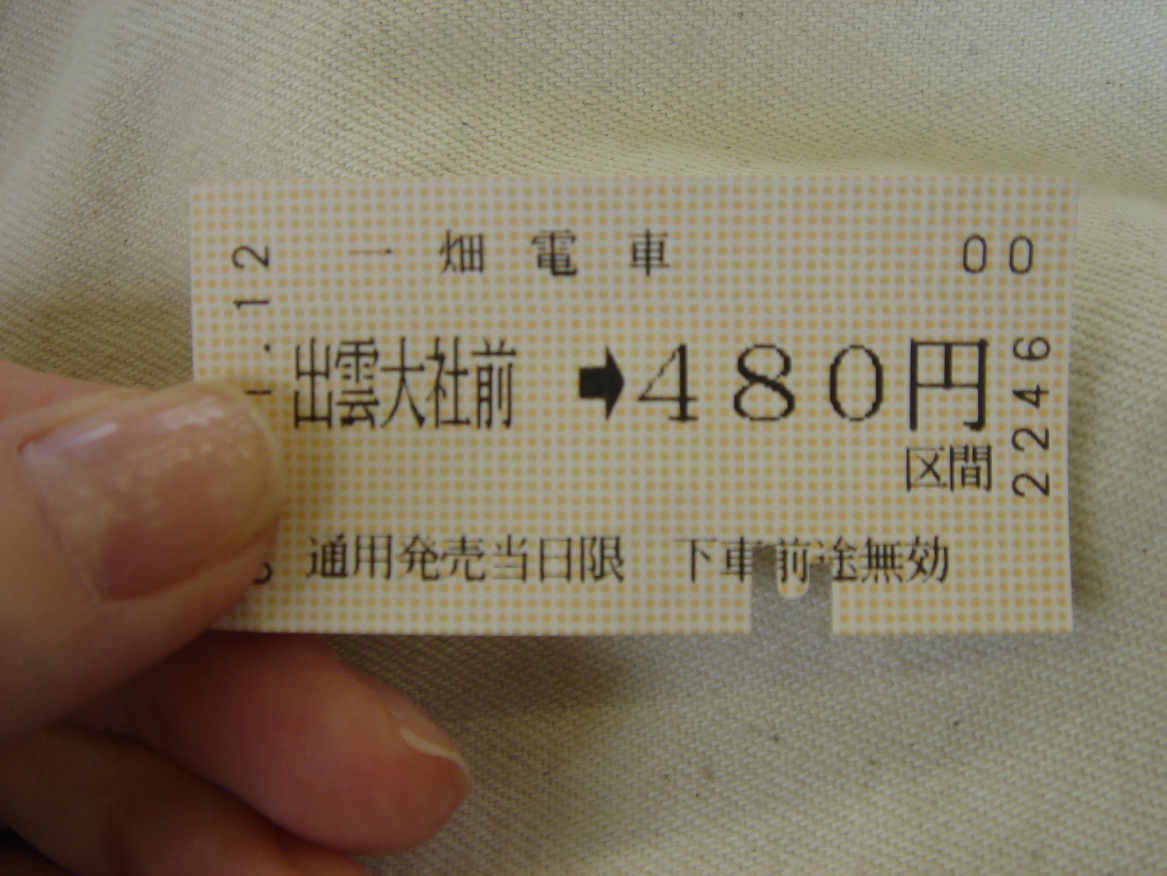 一畑電車 00
出雲大社前➡480円
区間
通用発売当日限 下車前途無効
1.12
2246